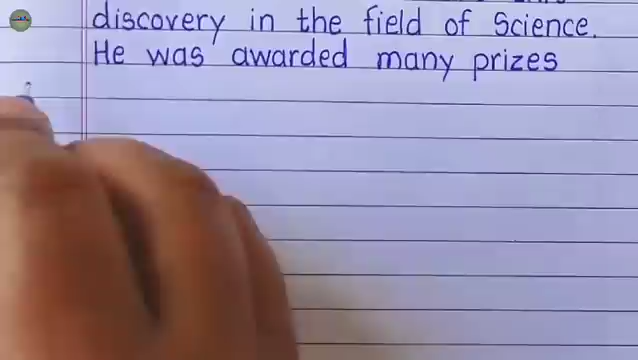 discovery in the field of Science.
He was awarded many prizes